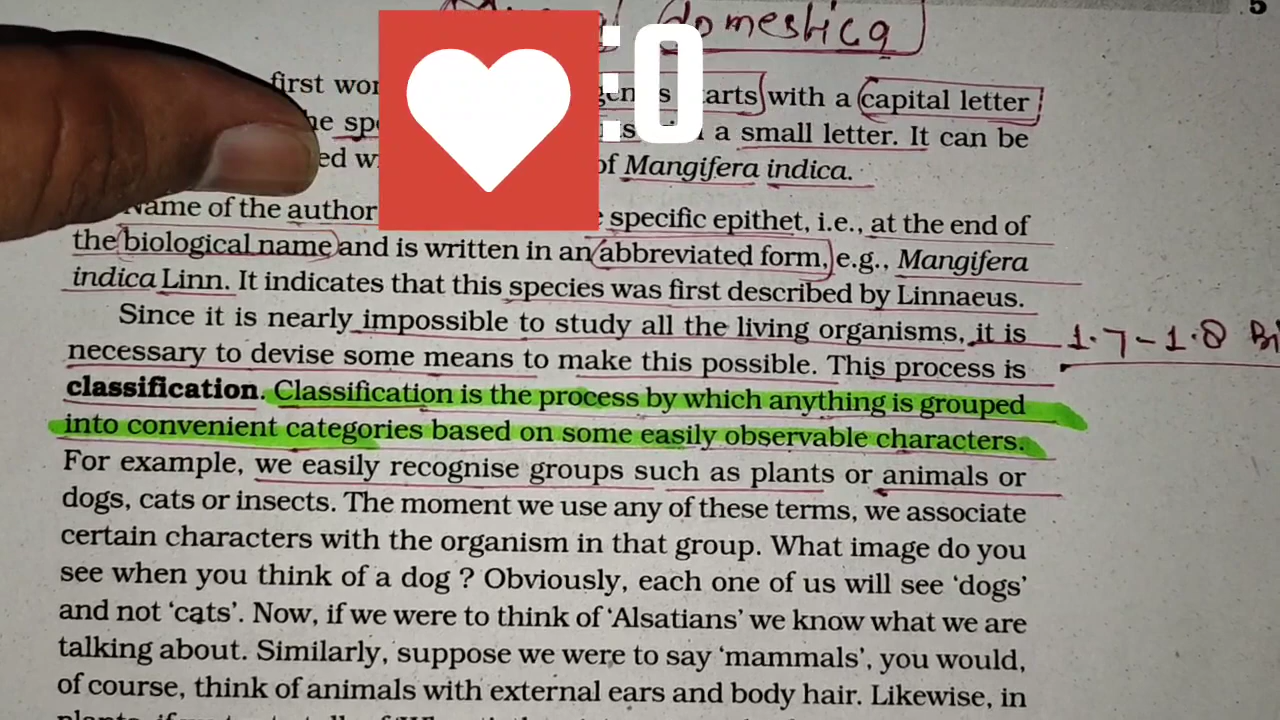 5
domestica
:0
first starts with a capital letter
a small letter. It can be
of Mangifera indica.
Name of the author specific epithet, i.e., at the end of
the biological name and is written in an abbreviated form, e.g., Mangifera
indica Linn. It indicates that this species was first described by Linnaeus.
Since it is nearly impossible to study all the living organisms, it is
1.7-1.8
necessary to devise some means to make this possible. This process is
classification. Classification is the process by which anything is grouped
into convenient categories based on some easily observable characters.
For example, we easily recognise groups such as plants or animals or
dogs, cats or insects. The moment we use any of these terms, we associate
certain characters with the organism in that group. What image do you
see when you think of a dog ? Obviously, each one of us will see ‘dogs’
and not ‘cats’. Now, if we were to think of ‘Alsatians’ we know what we are
talking about. Similarly, suppose we were to say ‘mammals’, you would,
of course, think of animals with external ears and body hair. Likewise, in